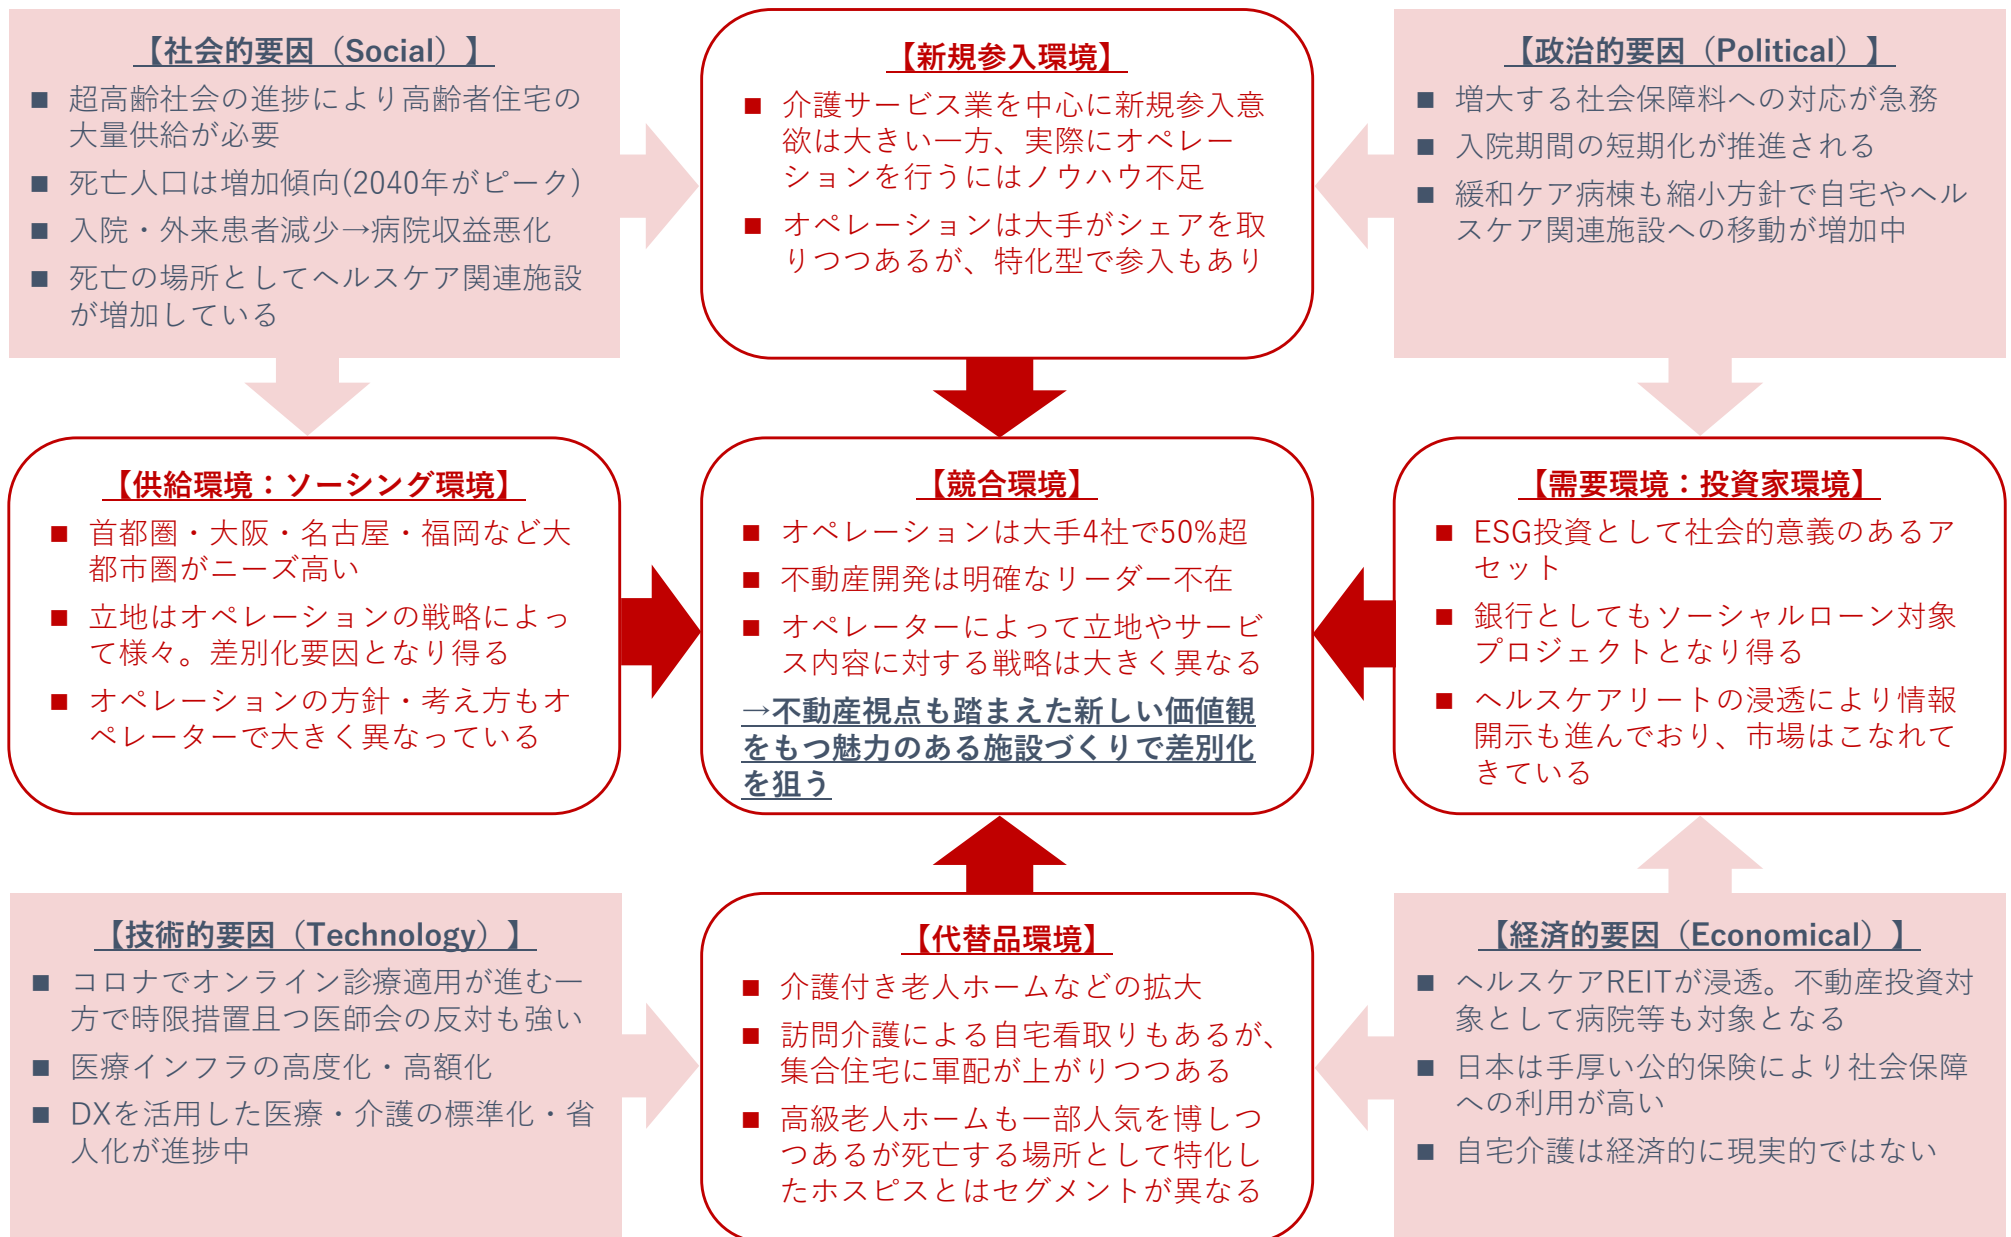 【社会的要因（Social）】
■ 超高齢社会の進捗により高齢者住宅の
大量供給が必要
■ 死亡人口は増加傾向(2040年がピーク)
■ 入院・外来患者減少→病院収益悪化
■ 死亡の場所としてヘルスケア関連施設
が増加している
【新規参入環境】
■ 介護サービス業を中心に新規参入意
欲は大きい一方、実際にオペレー
ションを行うにはノウハウ不足
■ オペレーションは大手がシェアを取
りつつあるが、特化型で参入もあり
【政治的要因（Political）】
■ 増大する社会保障料への対応が急務
■ 入院期間の短期化が推進される
■ 緩和ケア病棟も縮小方針で自宅やヘル
スケア関連施設への移動が増加中
【供給環境：ソーシング環境】
■ 首都圏・大阪・名古屋・福岡など大
都市圏がニーズ高い
■ 立地はオペレーションの戦略によっ
て様々。差別化要因となり得る
■ オペレーションの方針・考え方もオ
ペレーターで大きく異なっている
【競合環境】
■ オペレーションは大手4社で50%超
■ 不動産開発は明確なリーダー不在
■ オペレーターによって立地やサービ
ス内容に対する戦略は大きく異なる
→不動産視点も踏まえた新しい価値観
をもつ魅力のある施設づくりで差別化
を狙う
【需要環境：投資家環境】
■ ESG投資として社会的意義のあるア
セット
■ 銀行としてもソーシャルローン対象
プロジェクトとなり得る
■ ヘルスケアリートの浸透により情報
開示も進んでおり、市場はこなれて
きている
【技術的要因（Technology）】
■ コロナでオンライン診療適用が進む一
方で時限措置且つ医師会の反対も強い
■ 医療インフラの高度化・高額化
■ DXを活用した医療・介護の標準化・省
人化が進捗中
【代替品環境】
■ 介護付き老人ホームなどの拡大
■ 訪問介護による自宅看取りもあるが、
集合住宅に軍配が上がりつつある
■ 高級老人ホームも一部人気を博しつ
つあるが死亡する場所として特化し
たホスピスとはセグメントが異なる
【経済的要因（Economical）】
■ ヘルスケアREITが浸透。不動産投資対
象として病院等も対象となる
■ 日本は手厚い公的保険により社会保障
への利用が高い
■ 自宅介護は経済的に現実的ではない